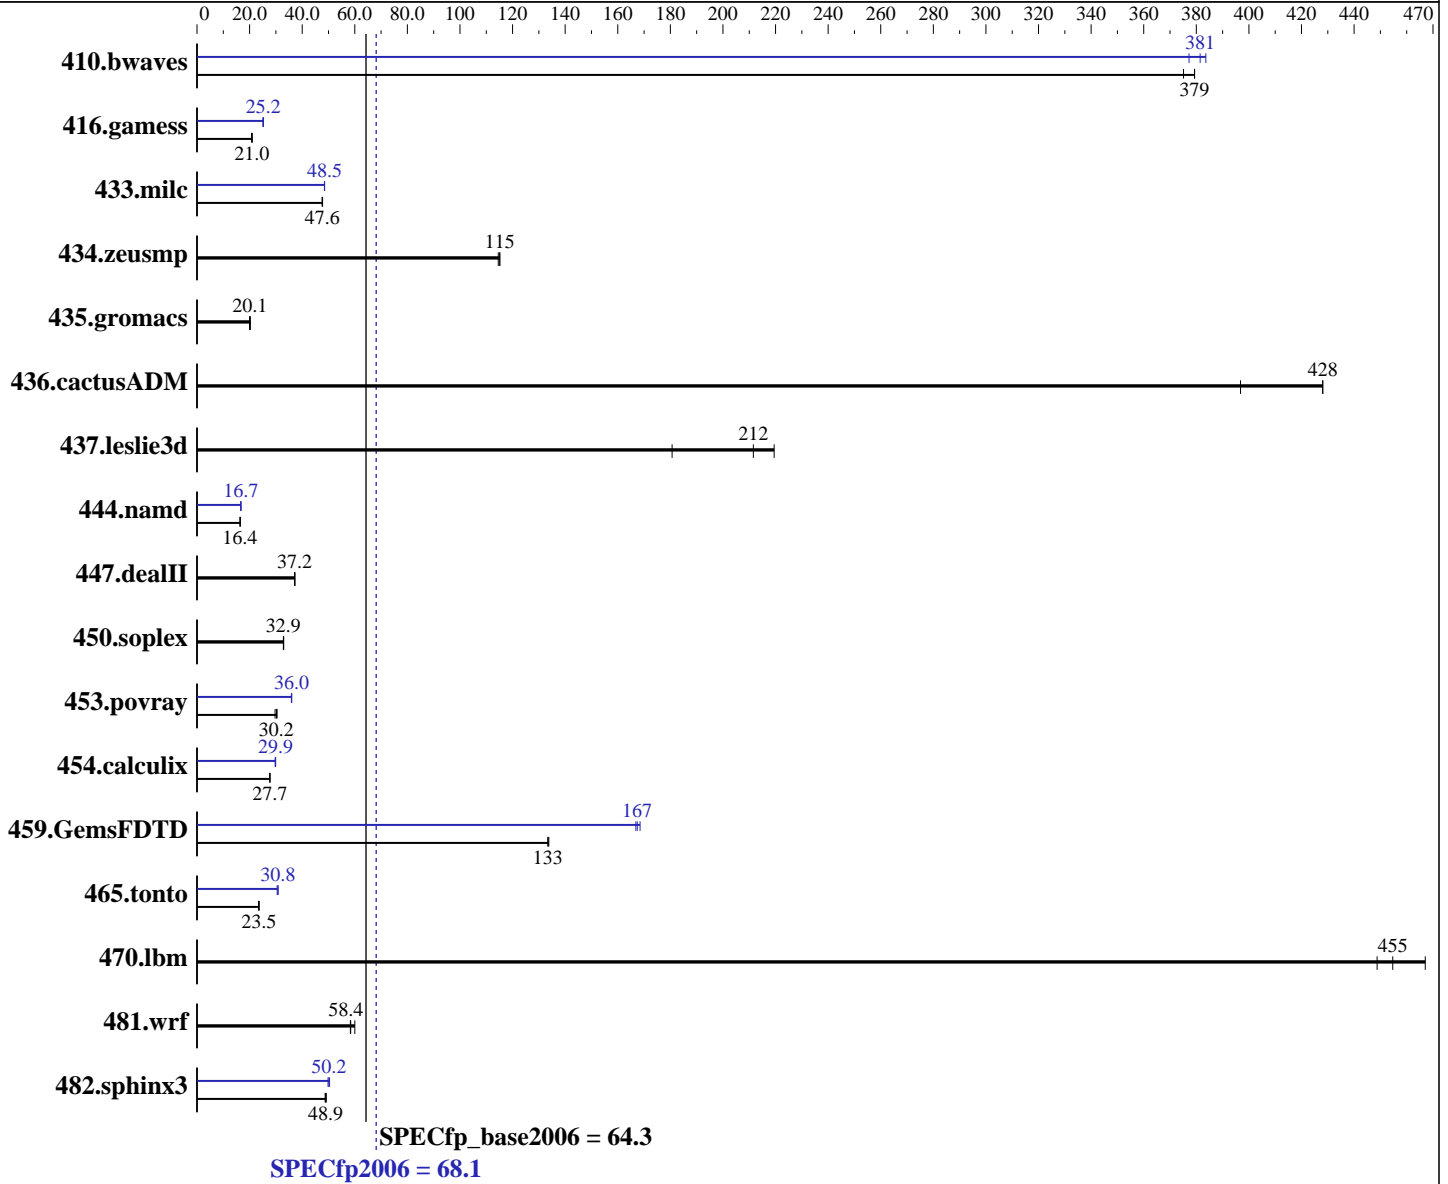 0 20.0 40.0 60.0 80.0 100 120 140 160 180 200 220 240 260 280 300 320 340 360 380 400 420 440 470
381
410.bwaves
379
25.2
416.gamess
21.0
48.5
433.milc
47.6
115
434.zeusmp
20.1
435.gromacs
428
436.cactusADM
212
437.leslie3d
16.7
444.namd
16.4
37.2
447.dealII
32.9
450.soplex
36.0
453.povray
30.2
29.9
454.calculix
27.7
167
459.GemsFDTD
133
30.8
465.tonto
23.5
455
470.lbm
58.4
481.wrf
50.2
482.sphinx3
48.9
SPECfp_base2006 = 64.3
SPECfp2006 = 68.1